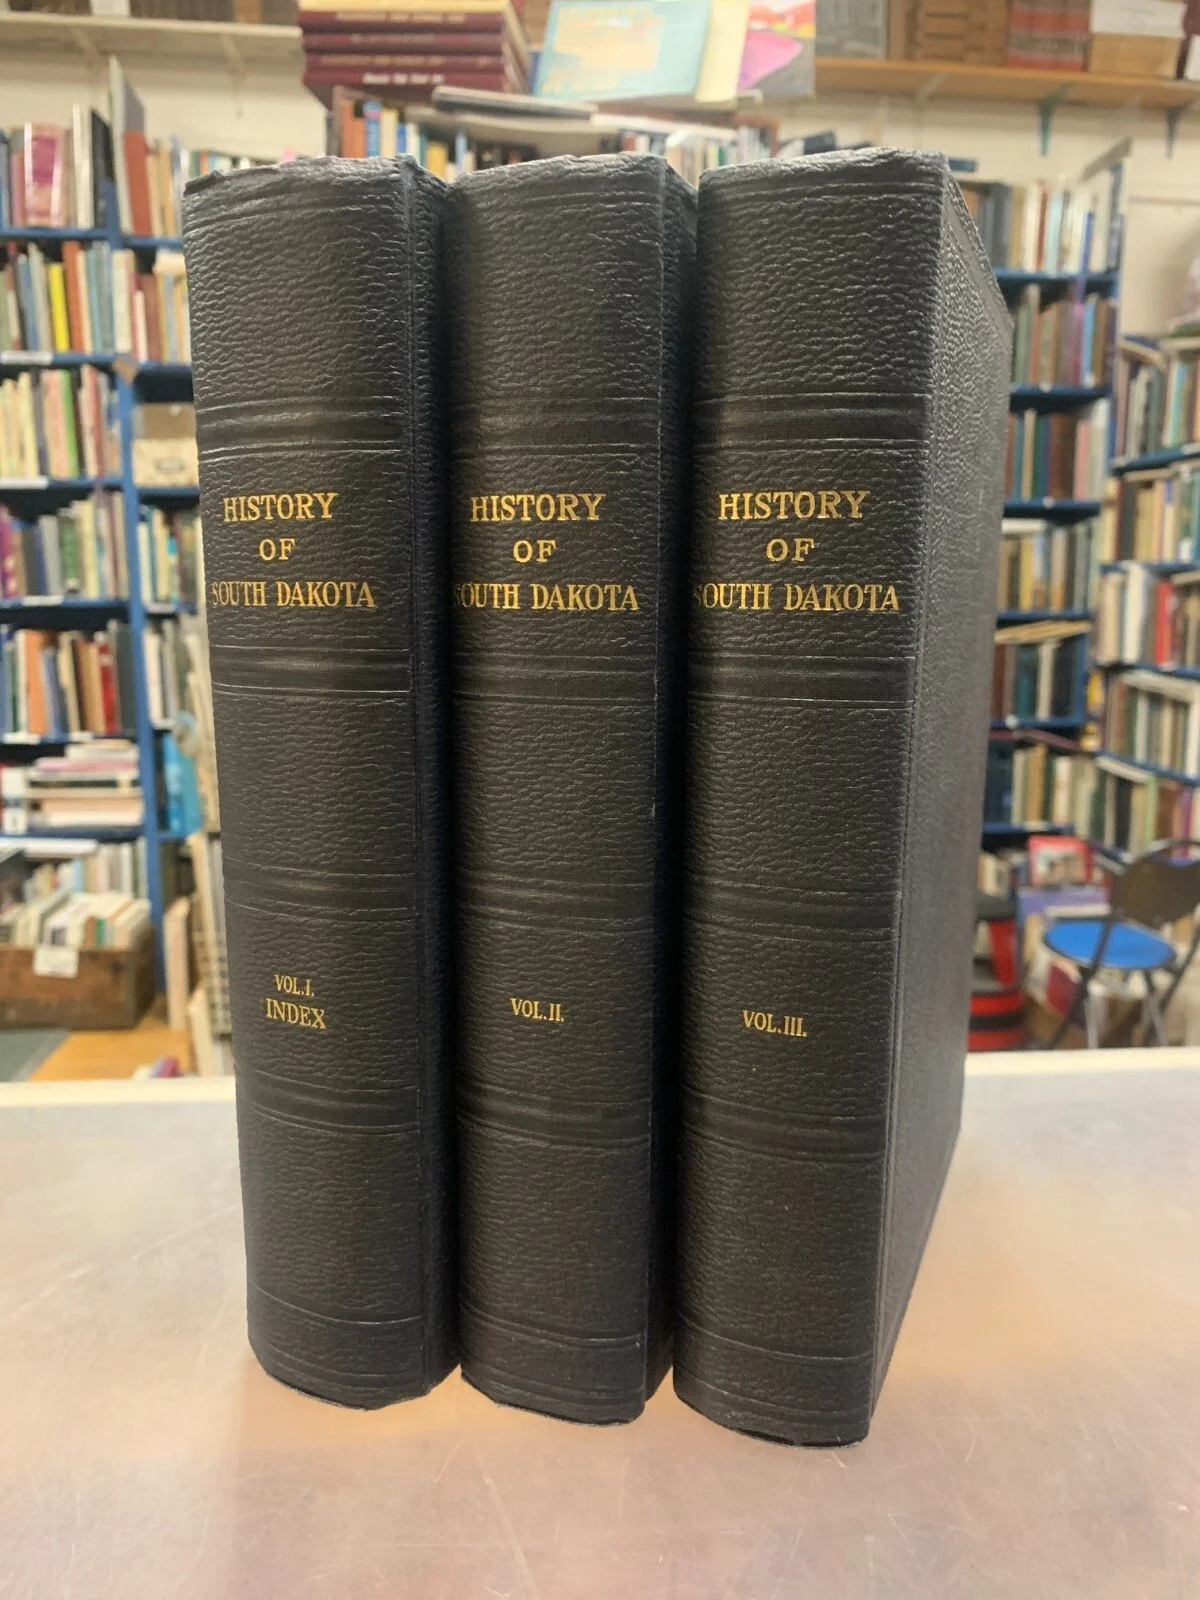 HISTORY
OF
SOUTH DAKOTA
VOL.I.
INDEX
HISTORY
OF
SOUTH DAKOTA
VOL.II.
HISTORY
OF
SOUTH DAKOTA
VOL.III.